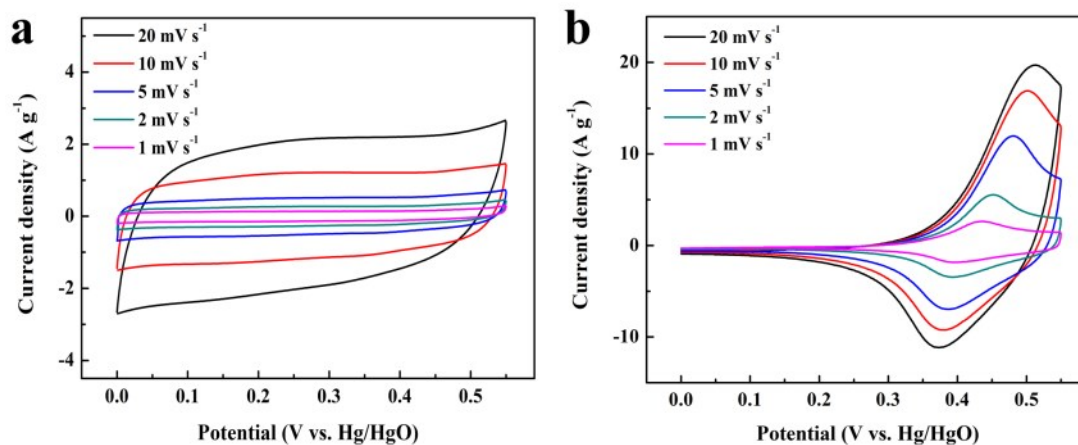 a
20 mV s⁻¹
10 mV s⁻¹
5 mV s⁻¹
2 mV s⁻¹
1 mV s⁻¹
4
2
0
-2
-4
0.0 0.1 0.2 0.3 0.4 0.5
Current density (A g⁻¹)
Potential (V vs. Hg/HgO)
b
20 mV s⁻¹
10 mV s⁻¹
5 mV s⁻¹
2 mV s⁻¹
1 mV s⁻¹
20
10
0
-10
0.0 0.1 0.2 0.3 0.4 0.5
Current density (A g⁻¹)
Potential (V vs. Hg/HgO)